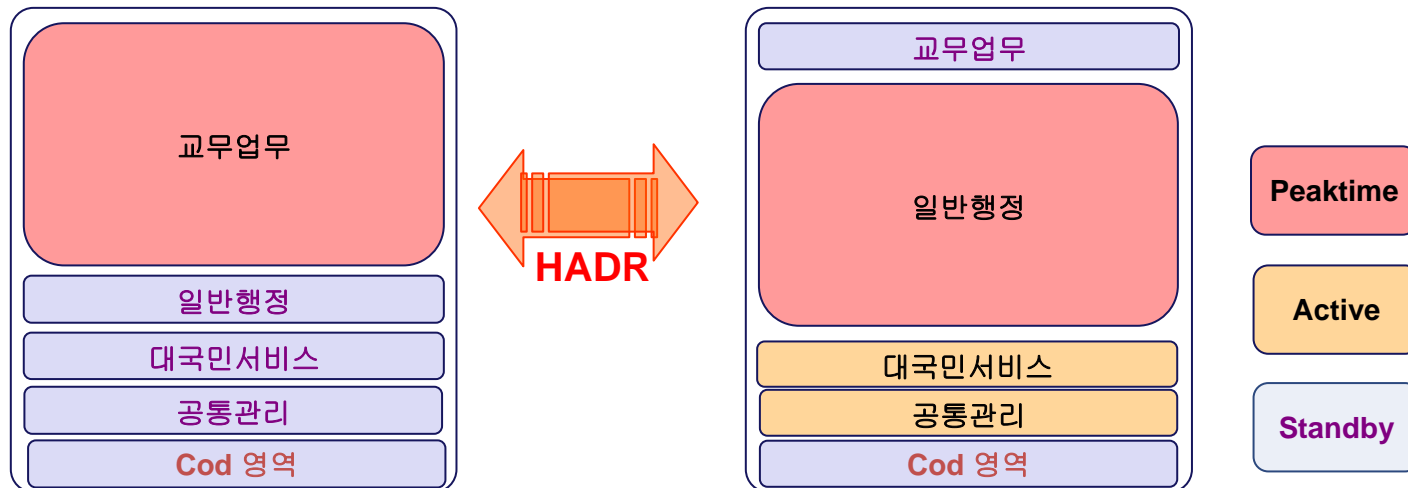 교무업무
일반행정
대국민서비스
공통관리
Cod 영역
HADR
교무업무
일반행정
대국민서비스
공통관리
Cod 영역
Peaktime
Active
Standby